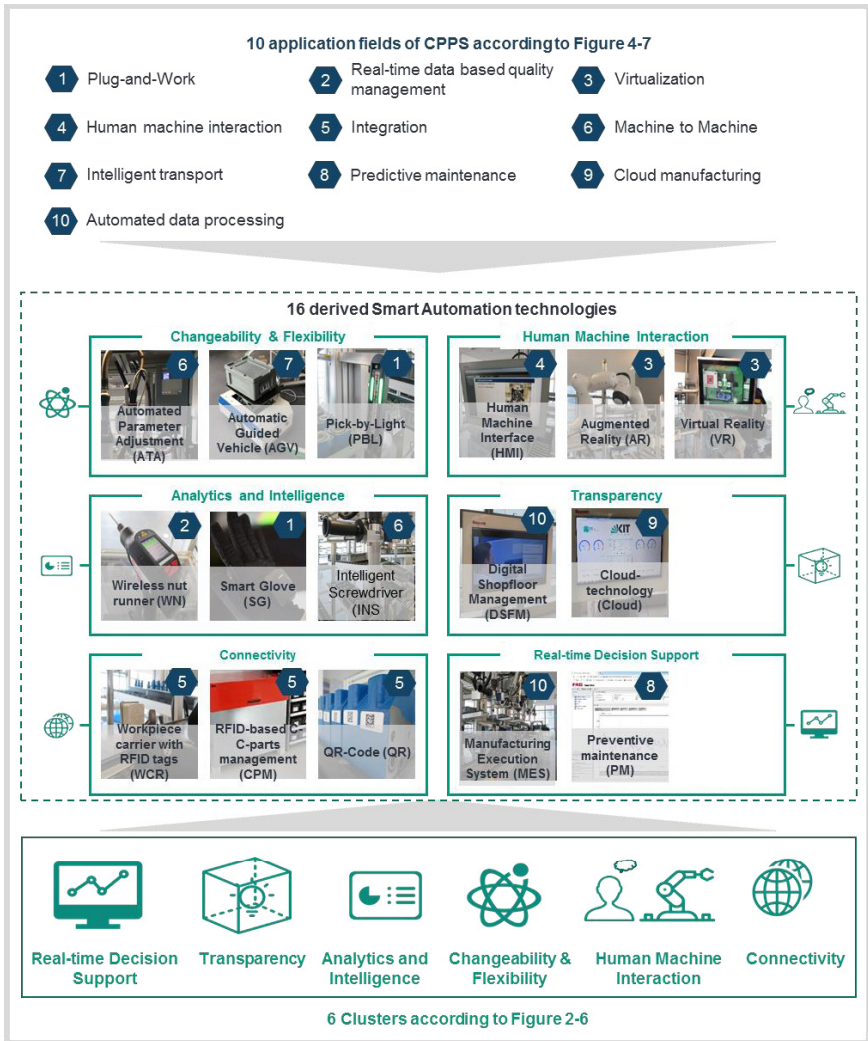 10 application fields of CPPS according to Figure 4-7
1 Plug-and-Work
2 Real-time data based quality
management
3 Virtualization
4 Human machine interaction
5 Integration
6 Machine to Machine
7 Intelligent transport
8 Predictive maintenance
9 Cloud manufacturing
10 Automated data processing
16 derived Smart Automation technologies
Changeability & Flexibility
6
Automated
Parameter
Adjustment
(ATA)
7
Automatic
Guided
Vehicle (AGV)
1
Pick-by-Light
(PBL)
Human Machine Interaction
4
Human
Machine
Interface
(HMI)
3
Augmented
Reality (AR)
3
Virtual Reality
(VR)
Analytics and Intelligence
2
Wireless nut
runner (WN)
1
Smart Glove
(SG)
6
Intelligent
Screwdriver
(INS
Transparency
10
Digital
Shopfloor
Management
(DSFM)
9
KIT
Cloud-
technology
(Cloud)
Connectivity
5
Workpiece
carrier with
RFID tags
(WCR)
5
RFID-based C-
C-parts
management
(CPM)
5
QR-Code (QR)
Real-time Decision Support
10
Manufacturing
Execution
System (MES)
8
Preventive
maintenance
(PM)
Real-time Decision
Support
Transparency
Analytics and
Intelligence
Changeability &
Flexibility
Human Machine
Interaction
Connectivity
6 Clusters according to Figure 2-6